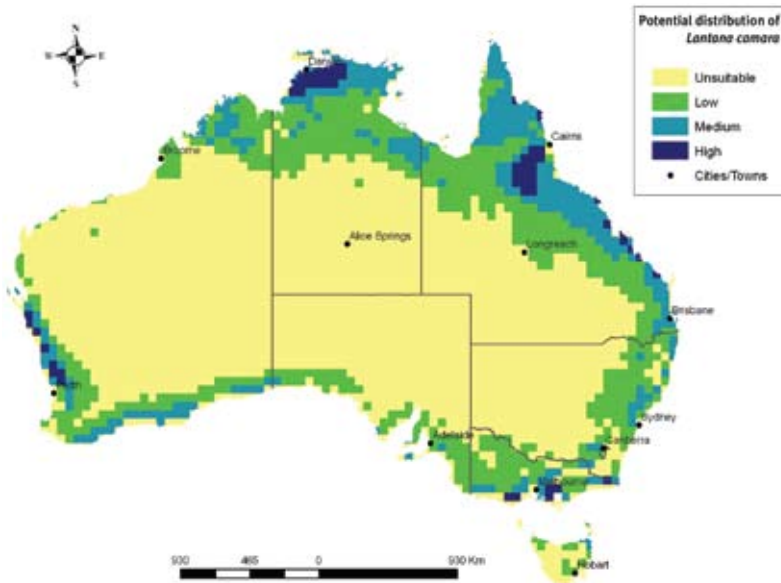 Potential distribution of
Lantana camara
Unsuitable
Low
Medium
High
Cities/Towns
N
W
E
S
Broome
Cairns
Alice Springs
Longreach
Brisbane
Perth
Sydney
Adelaide
Canberra
Melbourne
Hobart
930 465 0 930 Km